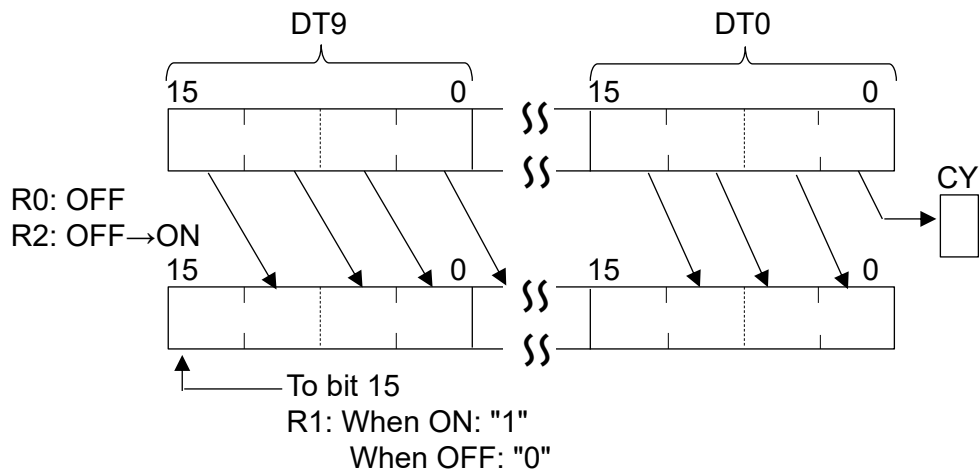 DT9 DT0
15 0 15 0
CY
R0: OFF
R2: OFF→ON
15 0 15 0
To bit 15
R1: When ON: "1"
When OFF: "0"